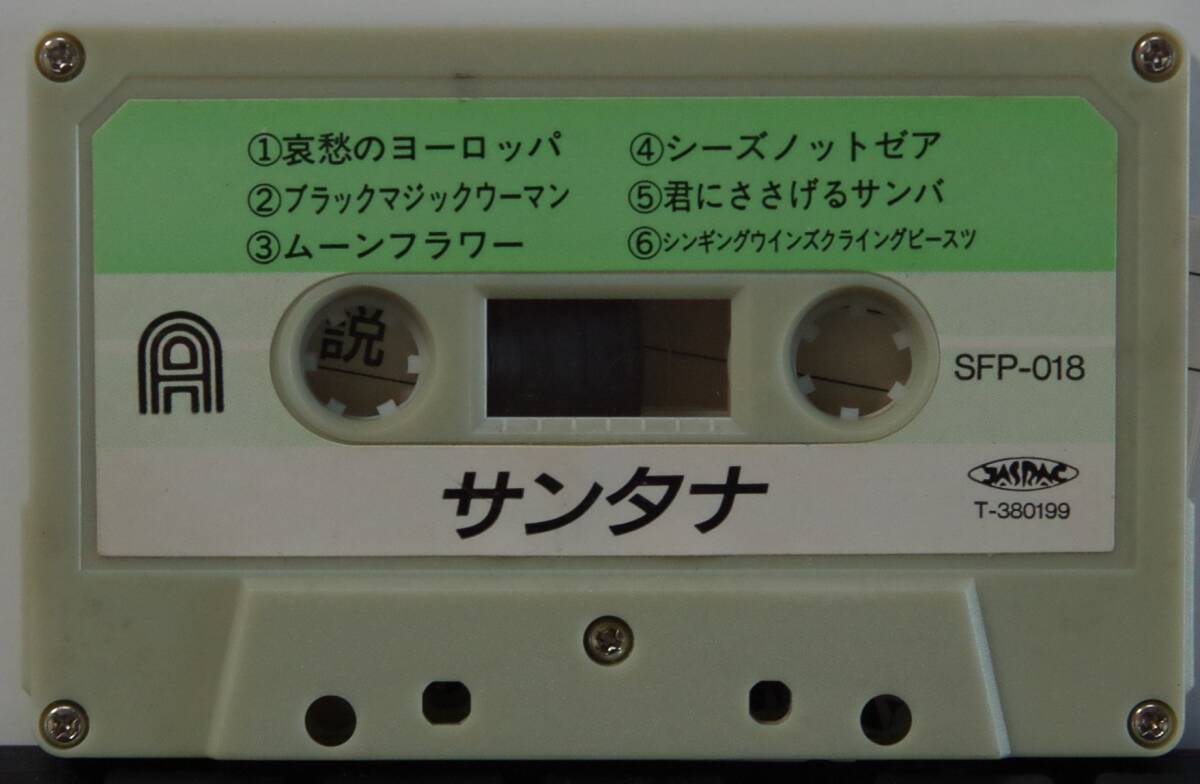 ①哀愁のヨーロッパ
②ブラックマジックウーマン
③ムーンフラワー
④シーズノットゼア
⑤君にささげるサンバ
⑥シンギングウインズクライングビースツ
A
説
SFP-018
サンタナ
JASRAC
T-380199